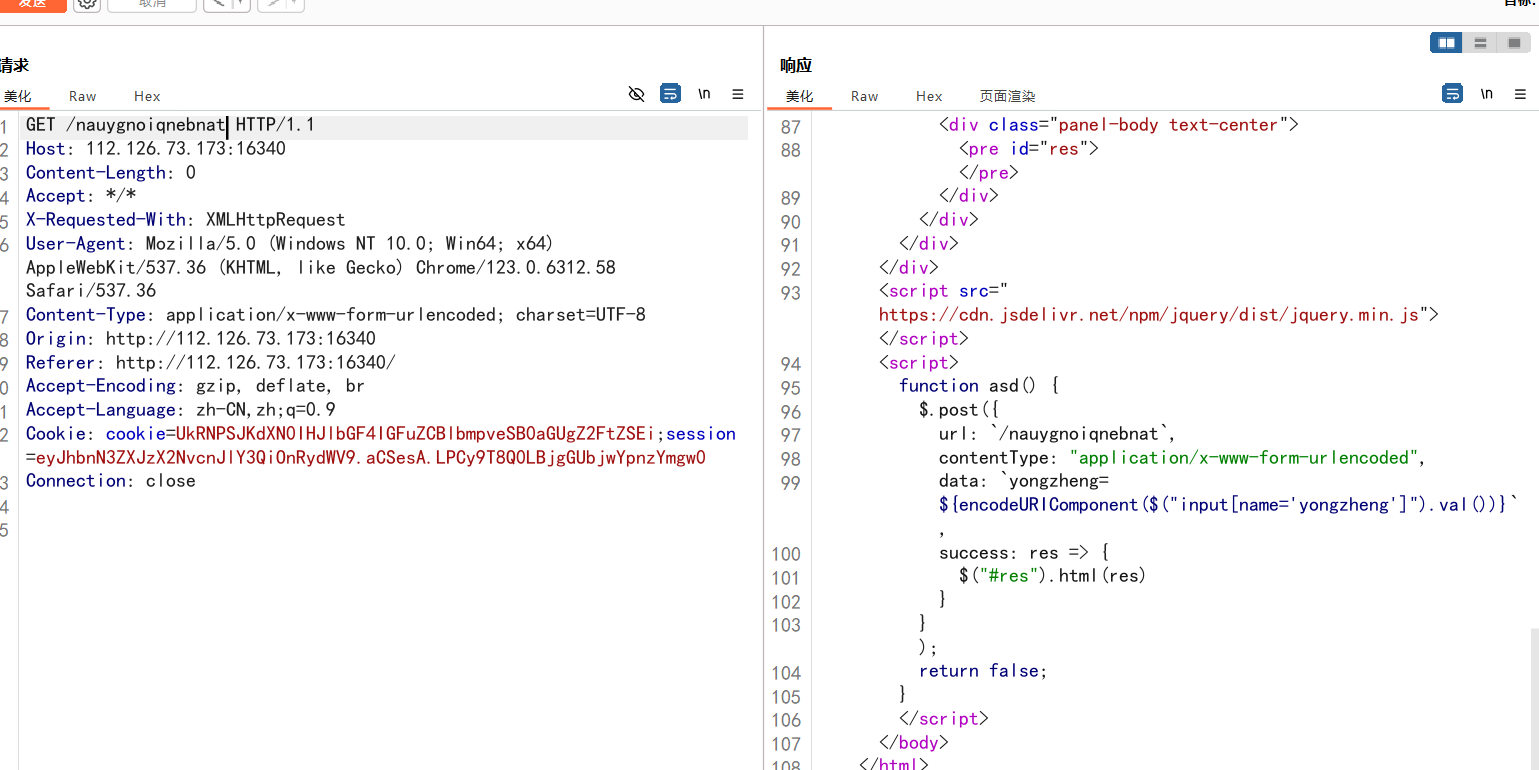 发送
取消
目标:
请求
美化 Raw Hex
\n
1 GET /nauygnoiqnebnat HTTP/1.1
2 Host: 112.126.73.173:16340
3 Content-Length: 0
4 Accept: */*
5 X-Requested-With: XMLHttpRequest
6 User-Agent: Mozilla/5.0 (Windows NT 10.0; Win64; x64)
AppleWebKit/537.36 (KHTML, like Gecko) Chrome/123.0.6312.58
Safari/537.36
7 Content-Type: application/x-www-form-urlencoded; charset=UTF-8
8 Origin: http://112.126.73.173:16340
9 Referer: http://112.126.73.173:16340/
0 Accept-Encoding: gzip, deflate, br
1 Accept-Language: zh-CN,zh;q=0.9
2 Cookie: cookie=UkRNPSJKdXN0IHJlbGF4IGFuZCBlbmpveSB0aGUgZ2FtZSEi;session
=eyJhbnN3ZXJzX2NvcnJlY3QiOnRydWV9.aCSesA.LPCy9T8QOLBjgGUbjwYpnzYmgw0
3 Connection: close
4
5
响应
美化 Raw Hex 页面渲染
\n
87 <div class="panel-body text-center">
88 <pre id="res">
</pre>
89 </div>
90 </div>
91 </div>
92 </div>
93 <script src="
https://cdn.jsdelivr.net/npm/jquery/dist/jquery.min.js">
</script>
94 <script>
95 function asd() {
96 $.post({
97 url: `/nauygnoiqnebnat`,
98 contentType: "application/x-www-form-urlencoded",
99 data: `yongzheng=
${encodeURIComponent($("input[name='yongzheng']").val())}`
,
100 success: res => {
101 $("#res").html(res)
102 }
103 }
);
104 return false;
105 }
106 </script>
107 </body>
108 </html>